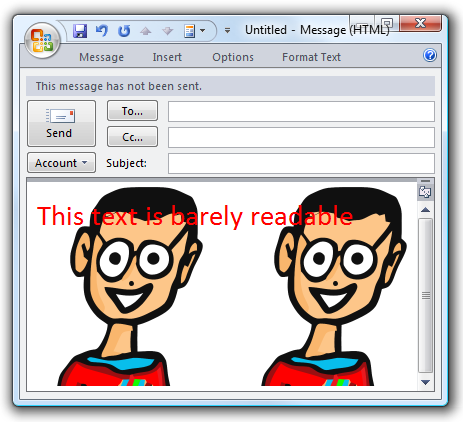 Untitled - Message (HTML)
Message Insert Options Format Text
This message has not been sent.
Send
To...
Cc...
Account
Subject:
This text is barely readable